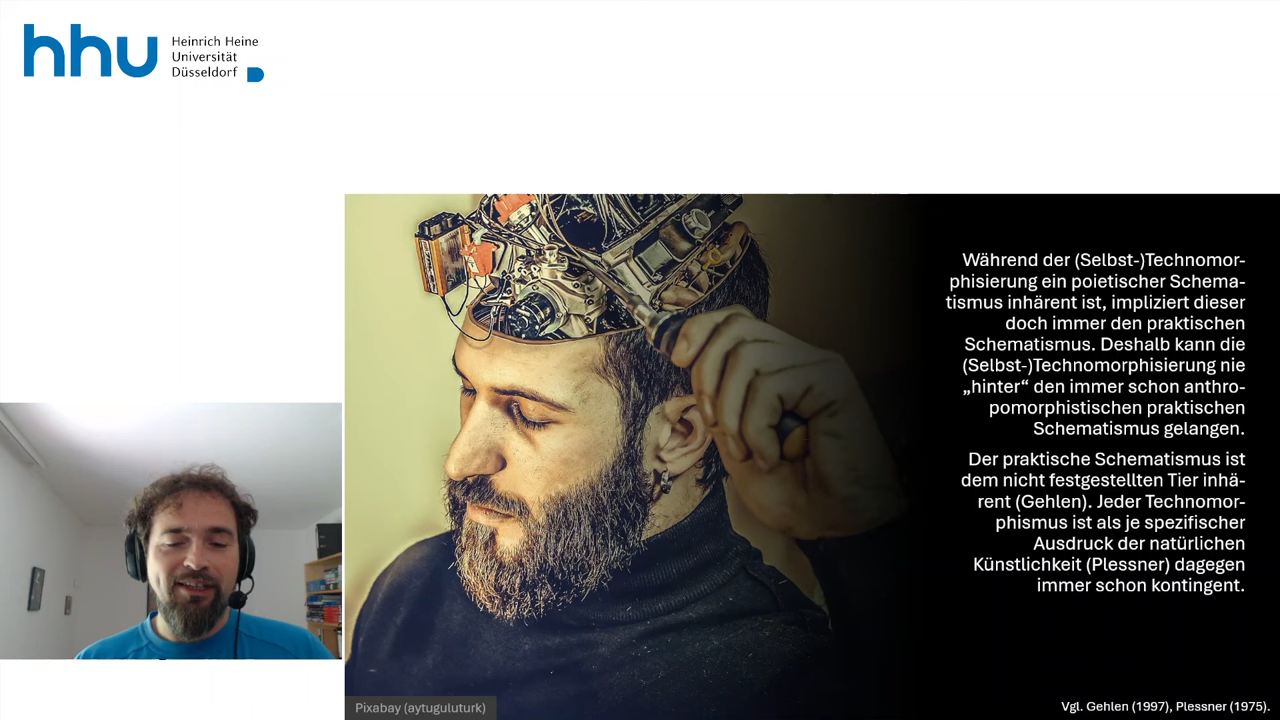 hhu
Heinrich Heine
Universität
Düsseldorf
Während der (Selbst-)Technomor-
phisierung ein poietischer Schema-
tismus inhärent ist, impliziert dieser
doch immer den praktischen
Schematismus. Deshalb kann die
(Selbst-)Technomorphisierung nie
„hinter“ den immer schon anthro-
pomorphistischen praktischen
Schematismus gelangen.
Der praktische Schematismus ist
dem nicht festgestellten Tier inhä-
rent (Gehlen). Jeder Technomor-
phismus ist als je spezifischer
Ausdruck der natürlichen
Künstlichkeit (Plessner) dagegen
immer schon kontingent.
Pixabay (aytuguluturk)
Vgl. Gehlen (1997), Plessner (1975).